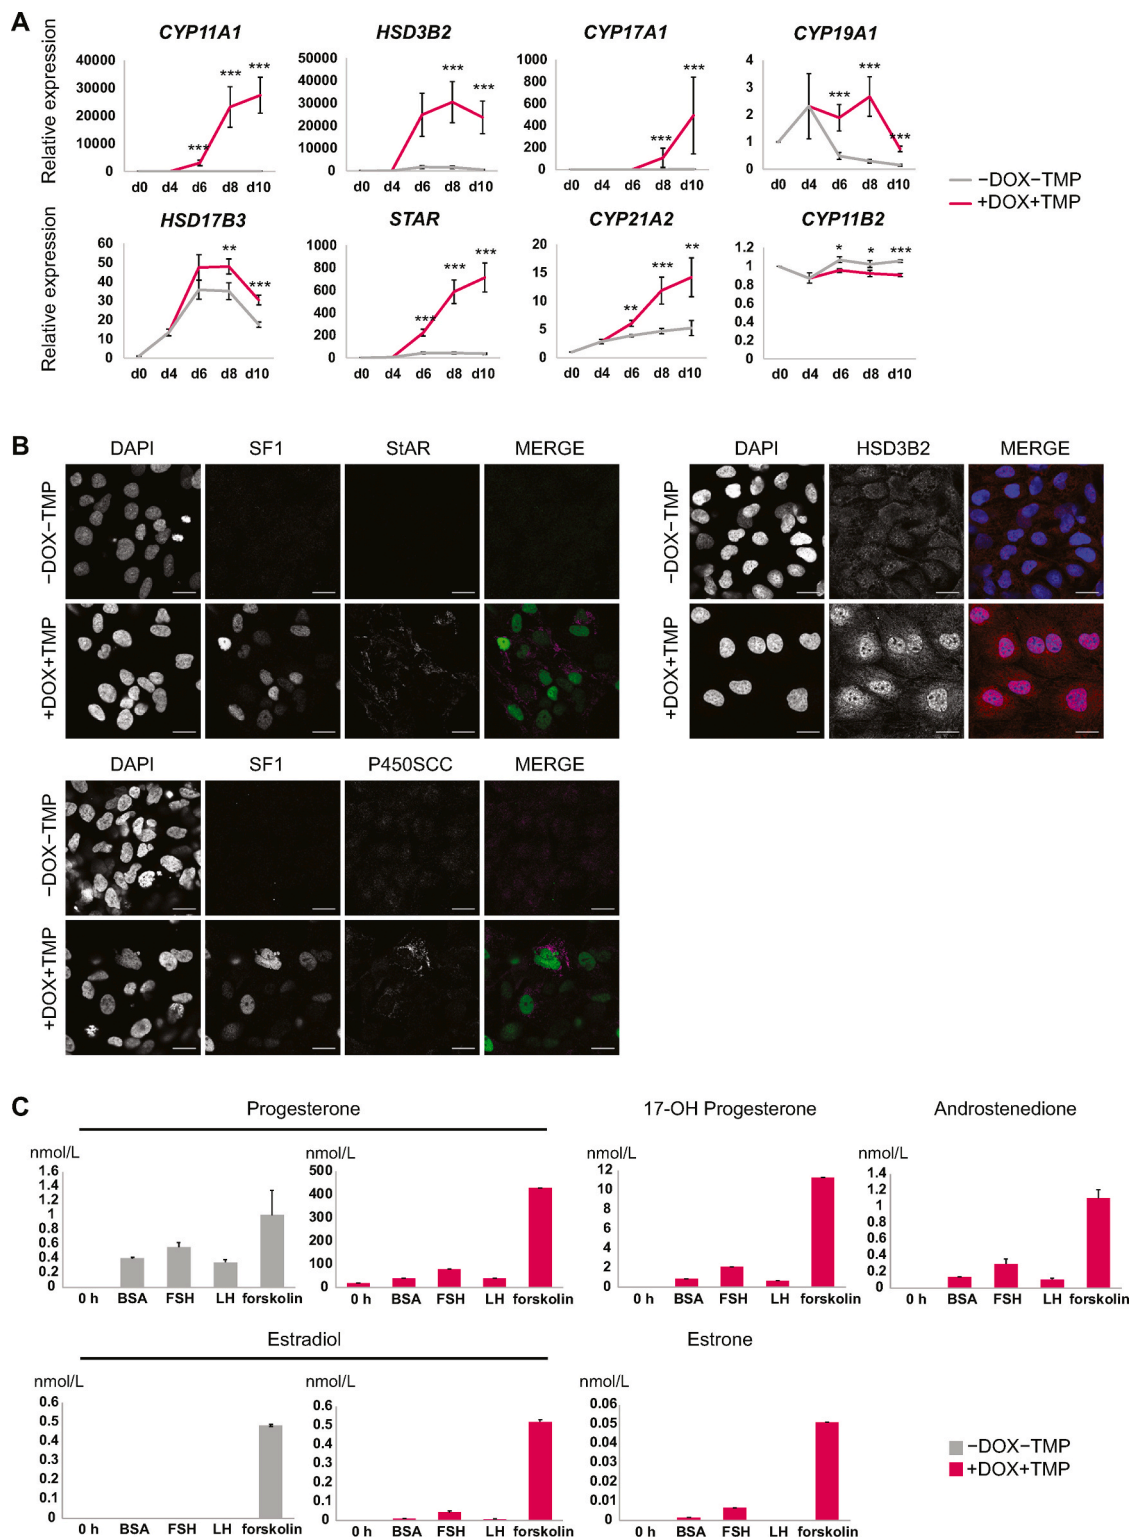 A
CYP11A1 HSD3B2 CYP17A1 CYP19A1
Relative expression
40000 35000 30000 25000 20000 15000 10000 5000 0
*** *** ***
d0 d4 d6 d8 d10
50000 40000 30000 20000 10000 0
*** ***
d0 d4 d6 d8 d10
1000 800 600 400 200 0
*** ***
d0 d4 d6 d8 d10
4 3 2 1 0
*** *** ***
d0 d4 d6 d8 d10
−DOX−TMP
+DOX+TMP
HSD17B3 STAR CYP21A2 CYP11B2
Relative expression
60 50 40 30 20 10 0
** ***
d0 d4 d6 d8 d10
1000 800 600 400 200 0
*** *** ***
d0 d4 d6 d8 d10
20 15 10 5 0
** *** **
d0 d4 d6 d8 d10
1.2 1 0.8 0.6 0.4 0.2 0
* * ***
d0 d4 d6 d8 d10
B
DAPI SF1 StAR MERGE
−DOX−TMP
+DOX+TMP
DAPI HSD3B2 MERGE
−DOX−TMP
+DOX+TMP
DAPI SF1 P450SCC MERGE
−DOX−TMP
+DOX+TMP
C
Progesterone 17-OH Progesterone Androstenedione
nmol/L
1.6 1.4 1.2 1 0.8 0.6 0.4 0.2 0
0 h BSA FSH LH forskolin
nmol/L
500 400 300 200 100 0
0 h BSA FSH LH forskolin
nmol/L
12 10 8 6 4 2 0
0 h BSA FSH LH forskolin
nmol/L
1.4 1.2 1 0.8 0.6 0.4 0.2 0
0 h BSA FSH LH forskolin
Estradiol Estrone
nmol/L
0.6 0.5 0.4 0.3 0.2 0.1 0
0 h BSA FSH LH forskolin
nmol/L
0.6 0.5 0.4 0.3 0.2 0.1 0
0 h BSA FSH LH forskolin
nmol/L
0.06 0.05 0.04 0.03 0.02 0.01 0
0 h BSA FSH LH forskolin
−DOX−TMP
+DOX+TMP